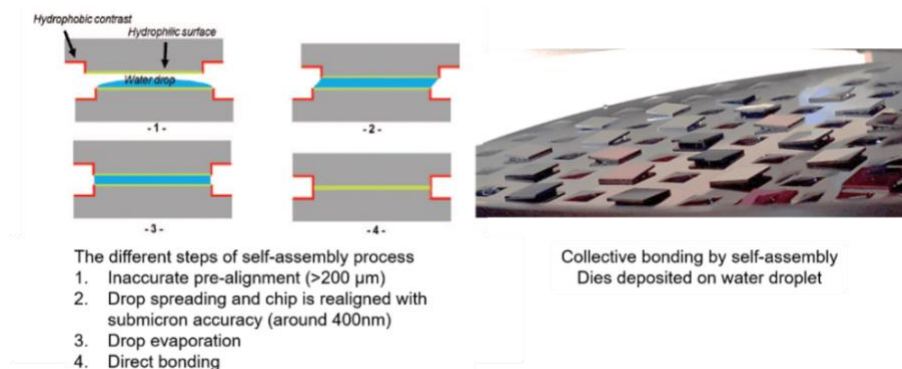 Hydrophobic contrast
Hydrophilic surface
Water drop
- 1 -
- 2 -
- 3 -
- 4 -
The different steps of self-assembly process
1. Inaccurate pre-alignment (>200 µm)
2. Drop spreading and chip is realigned with
submicron accuracy (around 400nm)
3. Drop evaporation
4. Direct bonding
Collective bonding by self-assembly
Dies deposited on water droplet